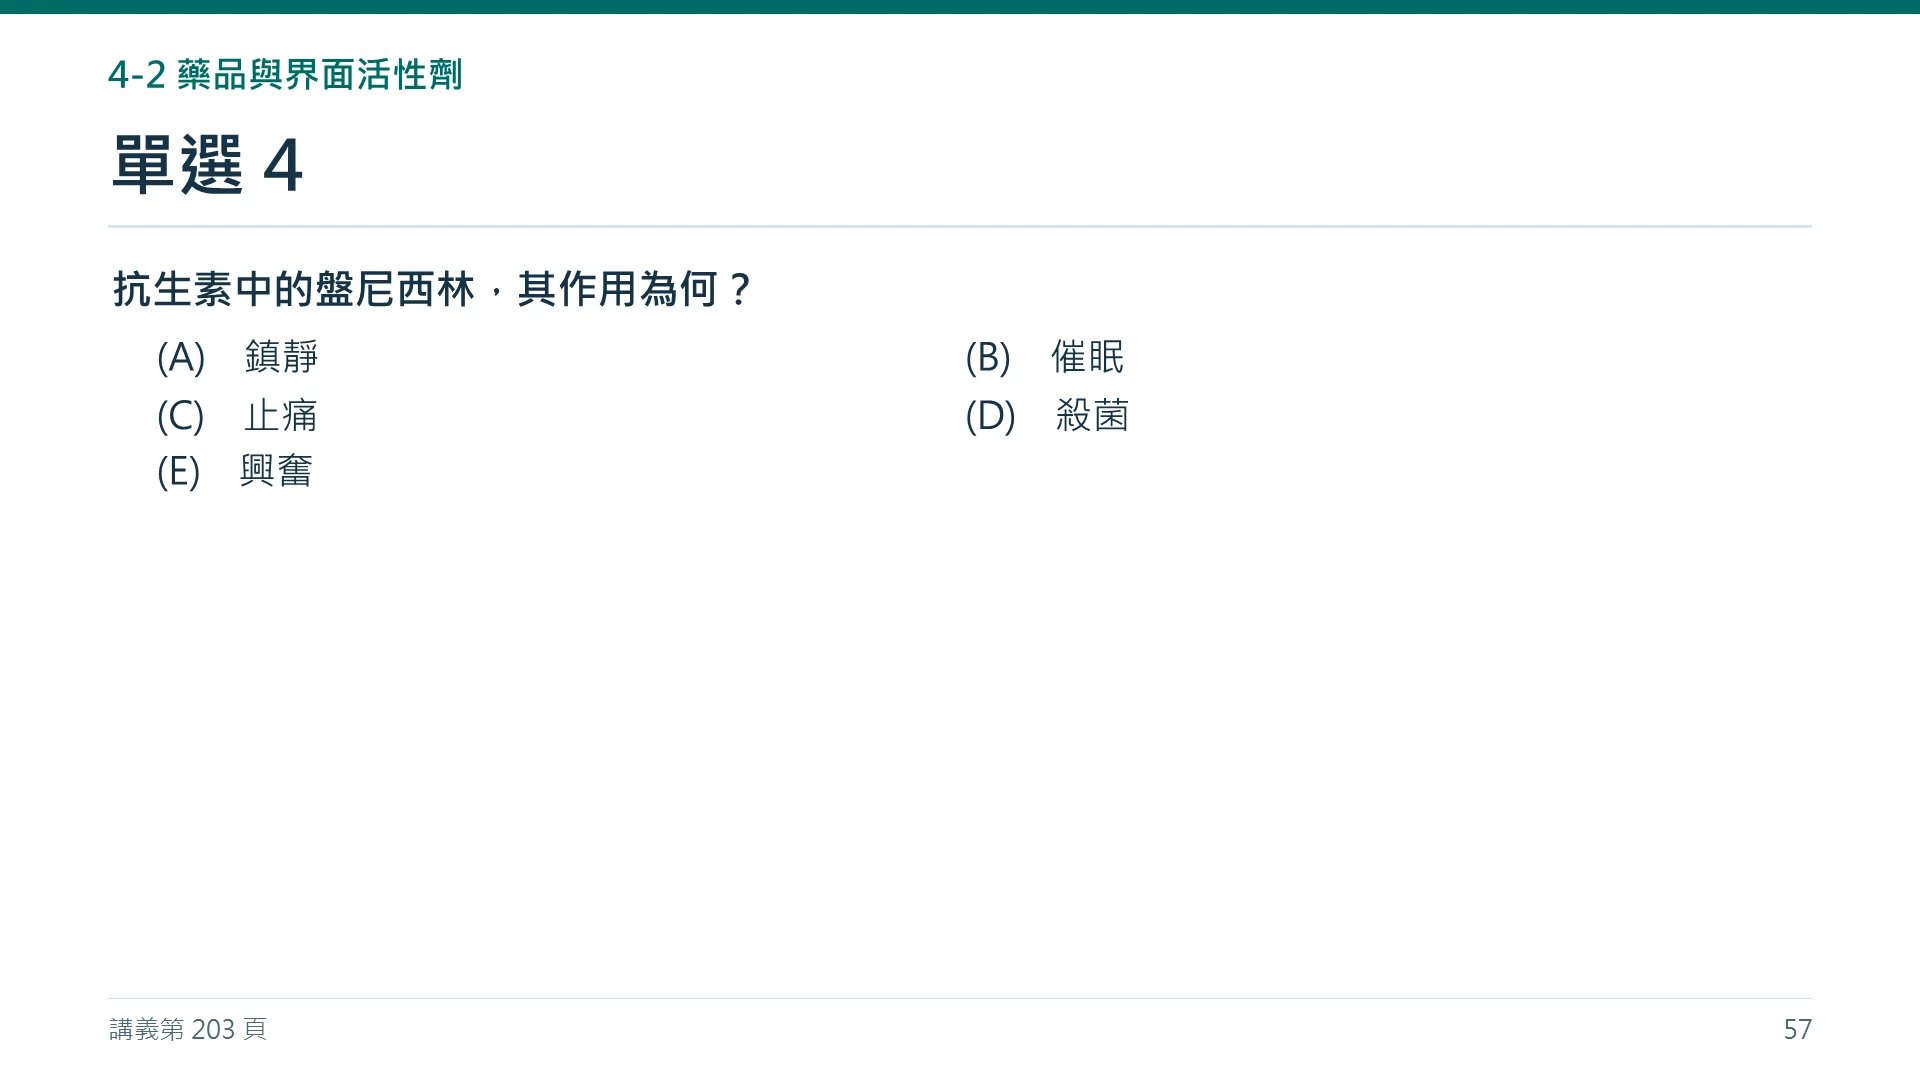 4-2 藥品與界面活性劑
單選 4
抗生素中的盤尼西林，其作用為何？
(A) 鎮靜
(B) 催眠
(C) 止痛
(D) 殺菌
(E) 興奮
講義第 203 頁
57